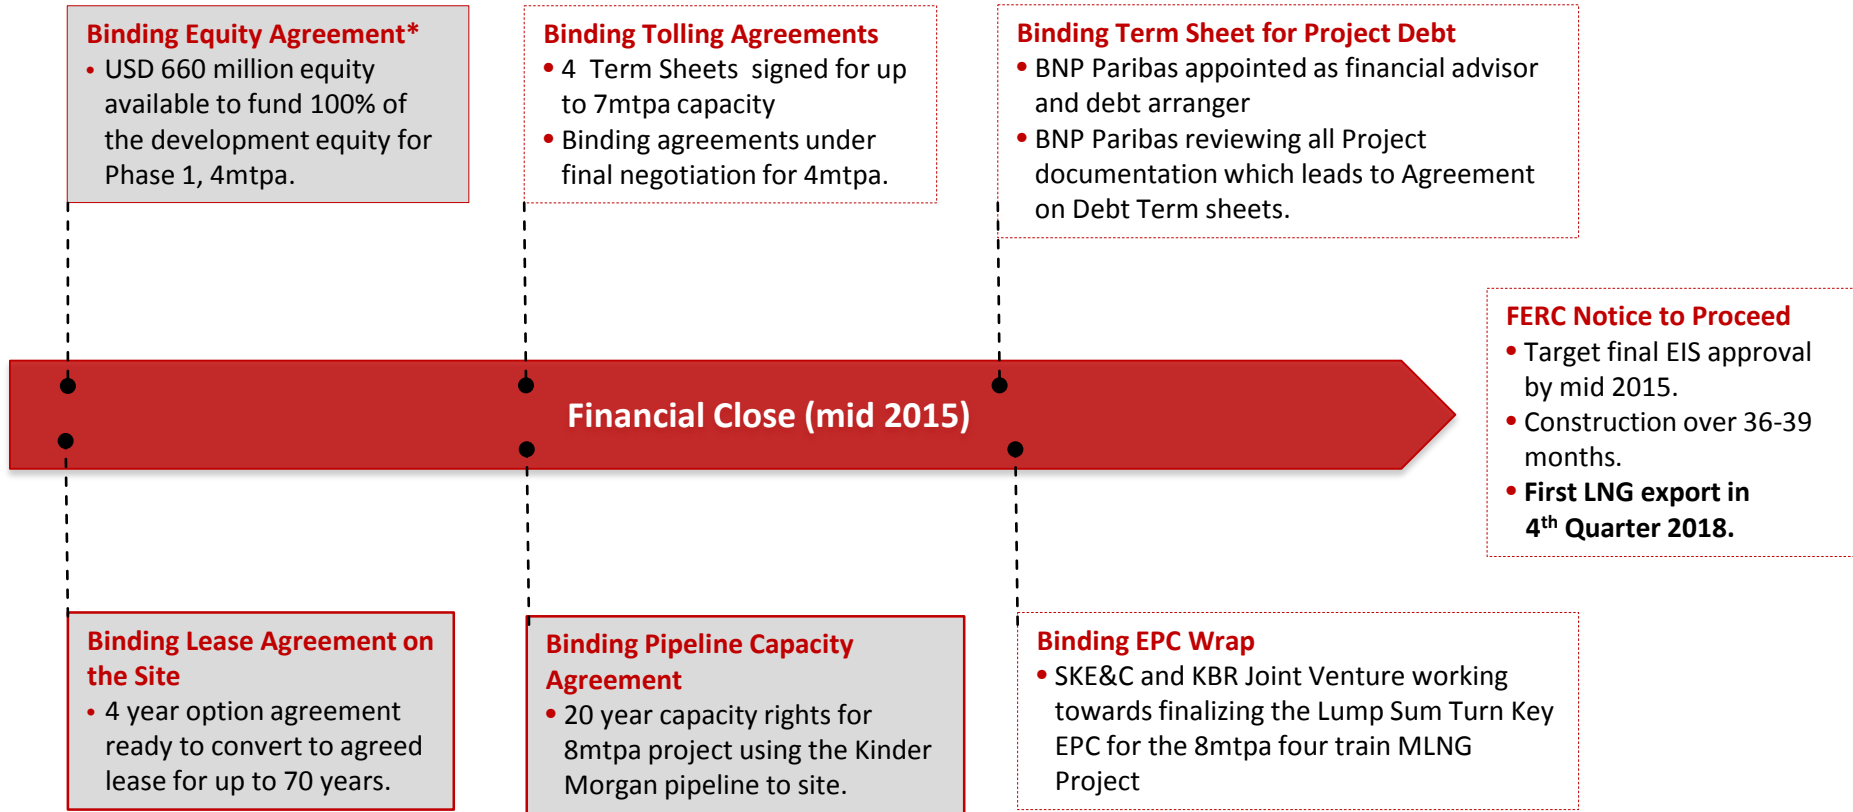 Binding Equity Agreement*
• USD 660 million equity
available to fund 100% of
the development equity for
Phase 1, 4mtpa.
Binding Tolling Agreements
• 4 Term Sheets signed for up
to 7mtpa capacity
• Binding agreements under
final negotiation for 4mtpa.
Binding Term Sheet for Project Debt
• BNP Paribas appointed as financial advisor
and debt arranger
• BNP Paribas reviewing all Project
documentation which leads to Agreement
on Debt Term sheets.
Financial Close (mid 2015)
FERC Notice to Proceed
• Target final EIS approval
by mid 2015.
• Construction over 36-39
months.
• First LNG export in
4th Quarter 2018.
Binding Lease Agreement on
the Site
• 4 year option agreement
ready to convert to agreed
lease for up to 70 years.
Binding Pipeline Capacity
Agreement
• 20 year capacity rights for
8mtpa project using the Kinder
Morgan pipeline to site.
Binding EPC Wrap
• SKE&C and KBR Joint Venture working
towards finalizing the Lump Sum Turn Key
EPC for the 8mtpa four train MLNG
Project